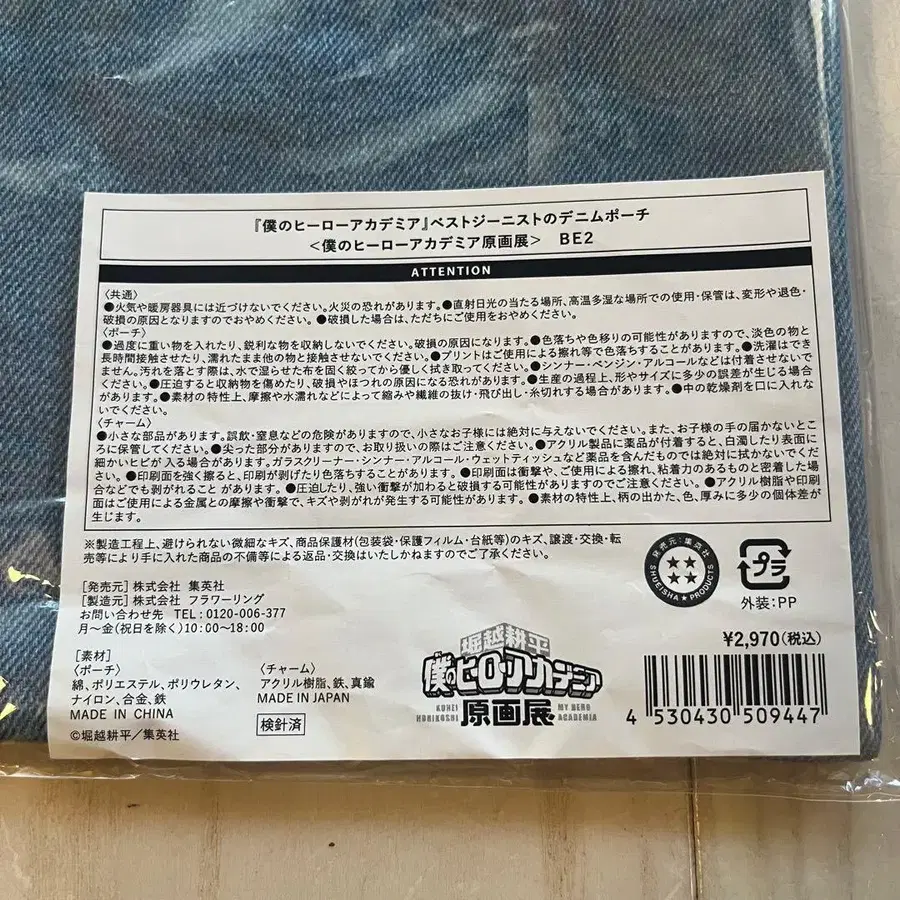 『僕のヒーローアカデミア』ベストジーニストのデニムポーチ
<僕のヒーローアカデミア原画展> BE2
ATTENTION
〈共通〉
●火気や暖房器具には近づけないでください。火災の恐れがあります。●直射日光の当たる場所、高温多湿な場所での使用・保管は、変形や退色・
破損の原因となりますのでおやめください。●破損した場合は、ただちにご使用をおやめください。
〈ポーチ〉
●過度に重い物を入れたり、鋭利な物を収納しないでください。破損の原因になります。●色落ちや色移りの可能性がありますので、淡色の物と
長時間接触させたり、濡れたまま他の物と接触させないでください。●プリントはご使用による擦れ等で色落ちすることがあります。●洗濯はでき
ません。汚れを落とす際は、水で湿らせた布を固く絞ってから優しく拭き取ってください。●シンナー・ベンジン・アルコールなどは付着させないで
ください。●圧迫すると収納物を傷めたり、破損やほつれの原因になる恐れがあります。●生産の過程上、形やサイズに多少の誤差が生じる場合
があります。●素材の特性上、摩擦や水濡れなどによって縮みや繊維の抜け・飛び出し・糸切れする場合があります。●中の乾燥剤を口に入れな
いでください。
〈チャーム〉
●小さな部品があります。誤飲・窒息などの危険がありますので、小さなお子様には絶対に与えないでください。また、お子様の手の届かないとこ
ろに保管してください。●尖った部分がありますので、お取り扱いの際はご注意ください。●アクリル製品に薬品が付着すると、白濁したり表面に
細かいヒビが入る場合があります。ガラスクリーナー・シンナー・アルコール・ウェットティッシュなど薬品を含んだものでは絶対に拭かないでくだ
さい。●印刷面を強く擦ると、印刷が剥げたり色落ちすることがあります。●印刷面は衝撃や、ご使用による擦れ、粘着力のあるものと密着した場
合などでも剥がれることがあります。●圧迫したり、強い衝撃が加わると破損する可能性がありますのでご注意ください。●アクリル樹脂や印刷
面はご使用による金属との摩擦や衝撃で、キズや剥がれが発生する可能性があります。●素材の特性上、柄の出かた、色、厚みに多少の個体差が
生じます。
※製造工程上、避けられない微細なキズ、商品保護材(包装袋・保護フィルム・台紙等)のキズ、譲渡・交換・転
売等により手に入れた商品の不備等による返品・交換はいたしかねますのでご了承ください。
[発売元] 株式会社 集英社
[製造元] 株式会社 フラワーリング
お問い合わせ先 TEL:0120-006-377
月〜金(祝日を除く)10:00〜18:00
[素材]
〈ポーチ〉
綿、ポリエステル、ポリウレタン、
ナイロン、合金、鉄
MADE IN CHINA
©堀越耕平/集英社
〈チャーム〉
アクリル樹脂、鉄、真鍮
MADE IN JAPAN
検針済
堀越耕平
僕のヒーローアカデミア
原画展
KOHEI
HORIKOSHI
MY HERO
ACADEMIA
発売元:集英社
SHUEISHA★PRODUCTS
プラ
外装:PP
¥2,970(税込)
4 530430 509447